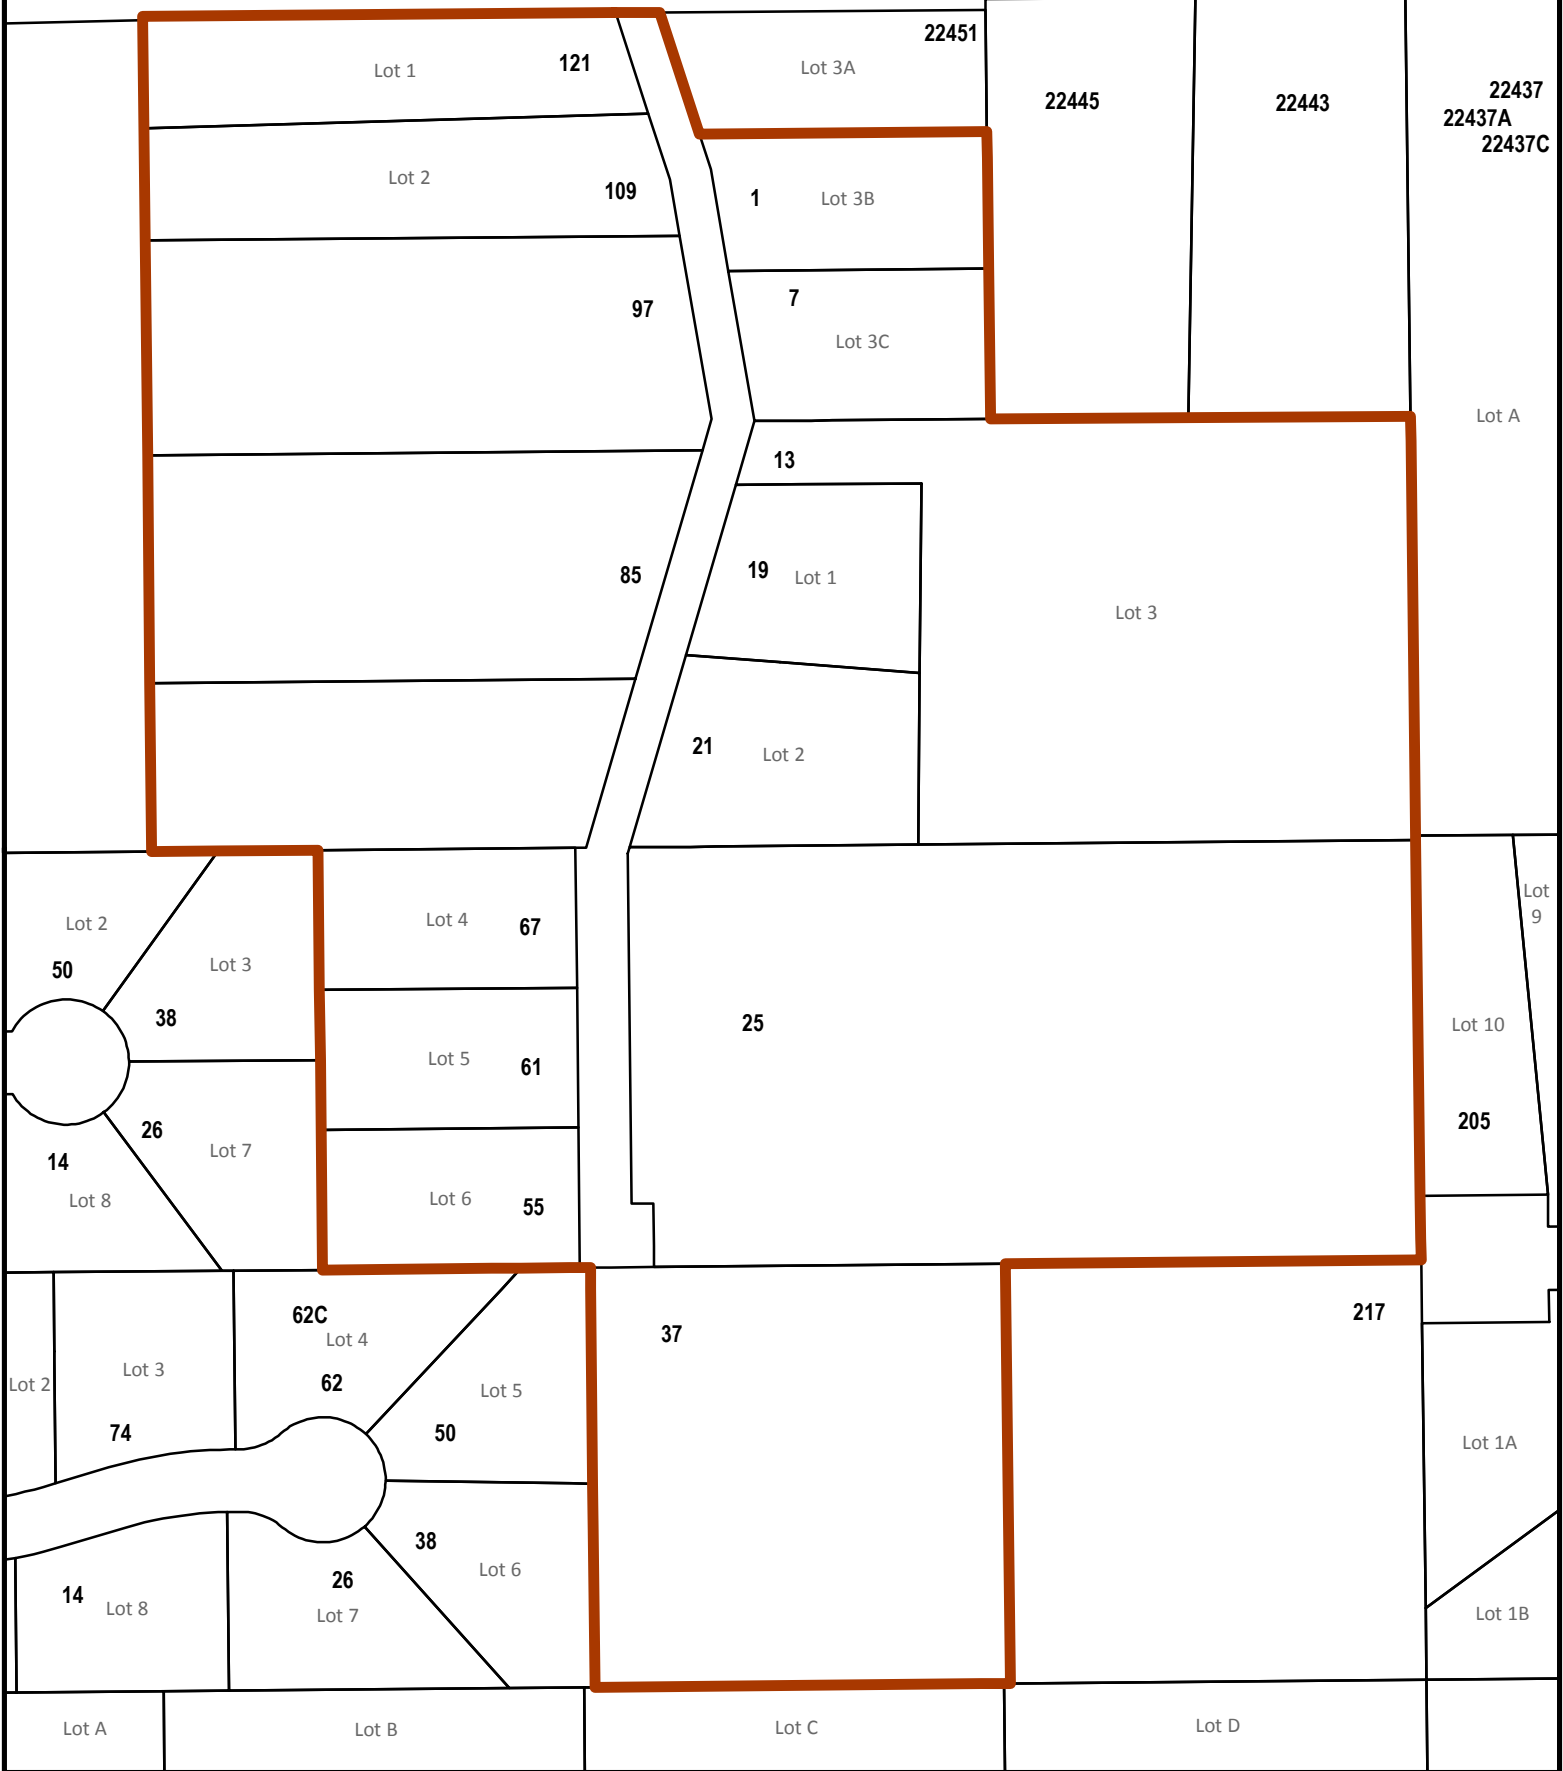 22451
Lot 1
121
Lot 3A
22445
22443
22437
22437A
22437C
Lot 2
109
1
Lot 3B
97
7
Lot 3C
Lot A
13
85
19
Lot 1
Lot 3
21
Lot 2
Lot 2
50
Lot 3
38
Lot 4
67
Lot
9
25
Lot 10
Lot 5
61
26
Lot 7
205
14
Lot 8
Lot 6
55
62C
Lot 4
62
37
217
Lot 2
Lot 3
74
Lot 5
50
Lot 1A
38
Lot 6
26
Lot 7
14
Lot 8
Lot 1B
Lot A
Lot B
Lot C
Lot D